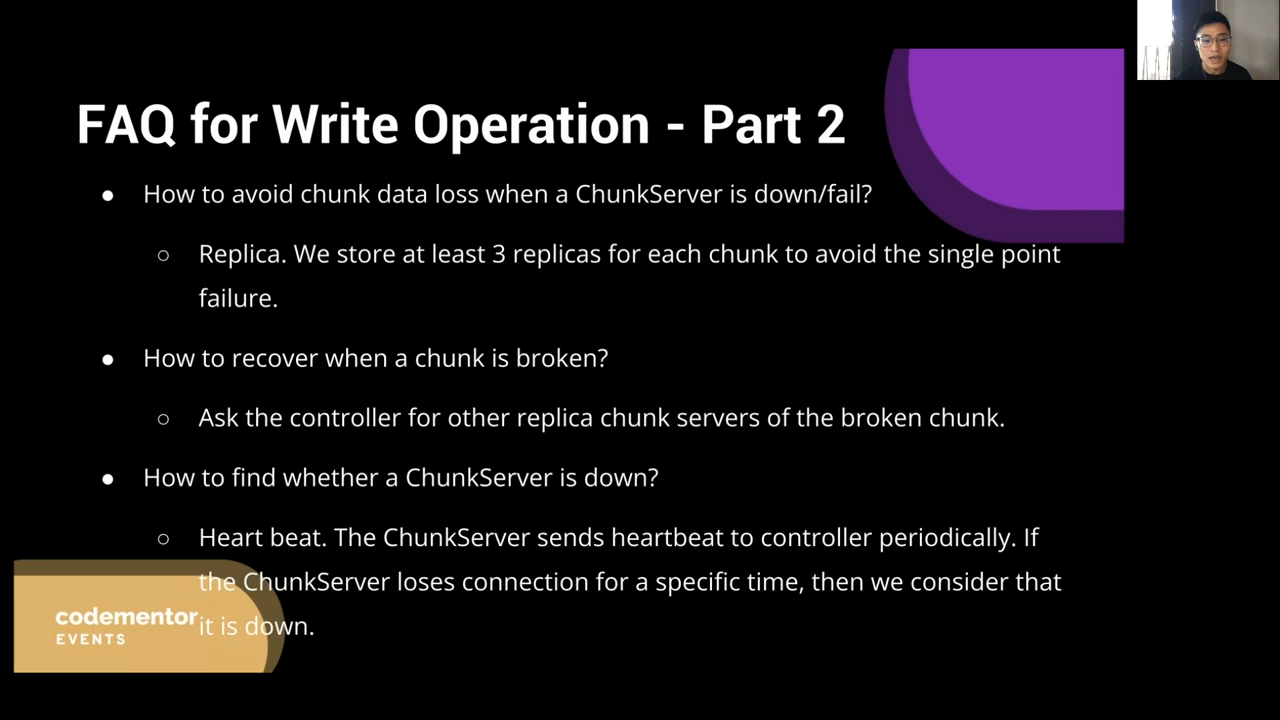 FAQ for Write Operation - Part 2
● How to avoid chunk data loss when a ChunkServer is down/fail?
○ Replica. We store at least 3 replicas for each chunk to avoid the single point
failure.
● How to recover when a chunk is broken?
○ Ask the controller for other replica chunk servers of the broken chunk.
● How to find whether a ChunkServer is down?
○ Heart beat. The ChunkServer sends heartbeat to controller periodically. If
the ChunkServer loses connection for a specific time, then we consider that
it is down.
codementor
EVENTS